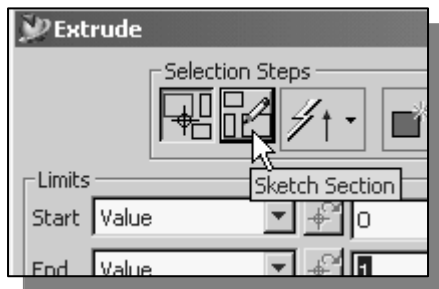 Extrude
Selection Steps
Sketch Section
Limits
Start Value 0
End Value 1